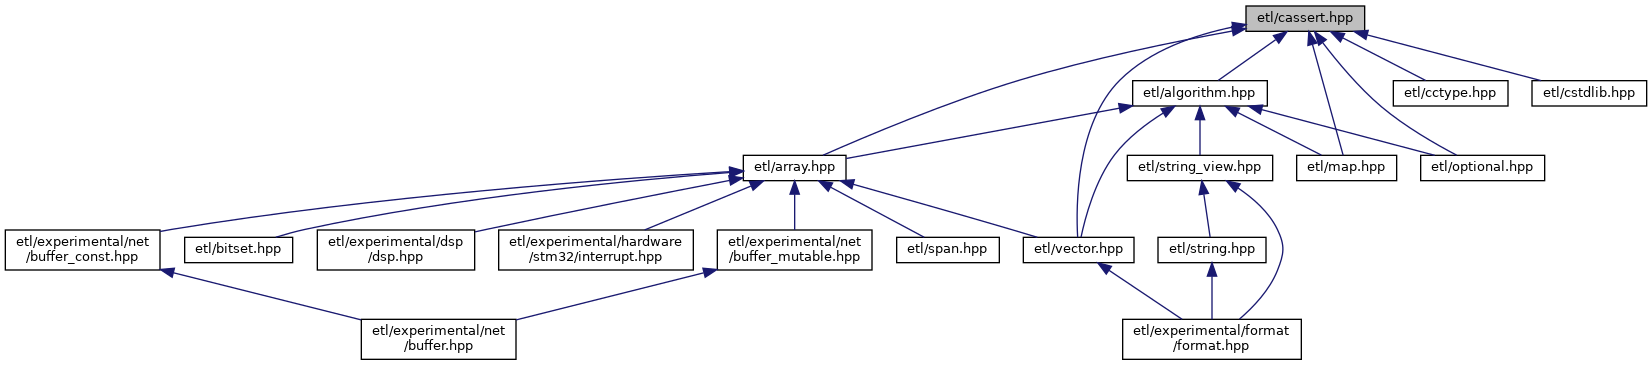 etl/cassert.hpp
etl/algorithm.hpp
etl/cctype.hpp
etl/cstdlib.hpp
etl/array.hpp
etl/string_view.hpp
etl/map.hpp
etl/optional.hpp
etl/experimental/net
/buffer_const.hpp
etl/bitset.hpp
etl/experimental/dsp
/dsp.hpp
etl/experimental/hardware
/stm32/interrupt.hpp
etl/experimental/net
/buffer_mutable.hpp
etl/span.hpp
etl/vector.hpp
etl/string.hpp
etl/experimental/net
/buffer.hpp
etl/experimental/format
/format.hpp